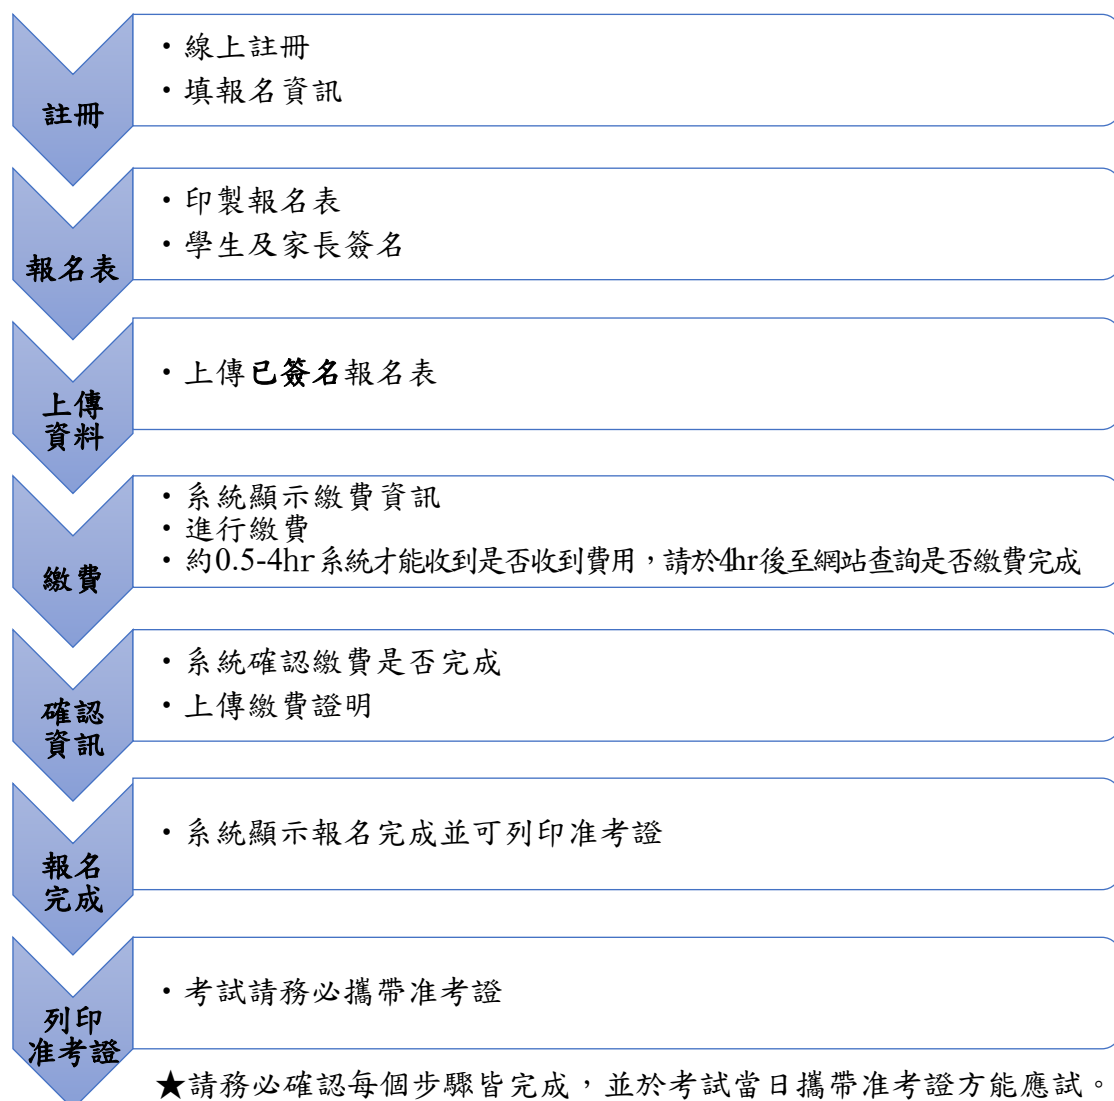 註冊
・線上註冊
・填報名資訊
報名表
・印製報名表
・學生及家長簽名
上傳
資料
・上傳已簽名報名表
繳費
・系統顯示繳費資訊
・進行繳費
・約0.5-4hr系統才能收到是否收到費用，請於4hr後至網站查詢是否繳費完成
確認
資訊
・系統確認繳費是否完成
・上傳繳費證明
報名
完成
・系統顯示報名完成並可列印准考證
列印
准考證
・考試請務必攜帶准考證
★請務必確認每個步驟皆完成，並於考試當日攜帶准考證方能應試。